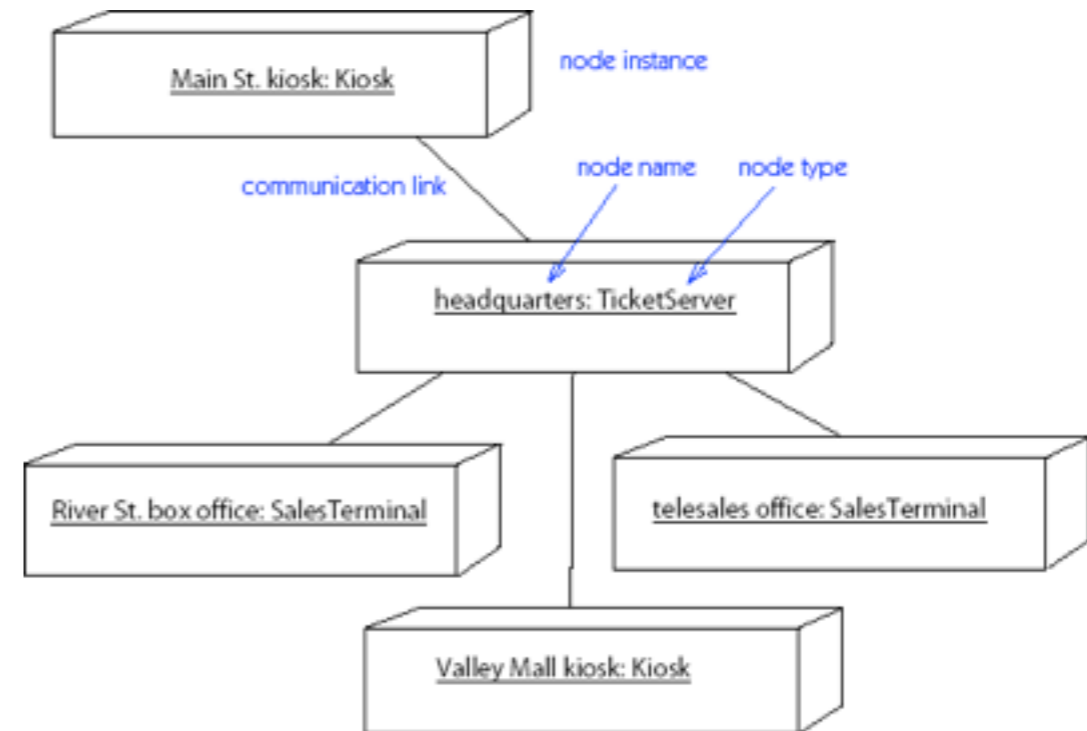 Main St. kiosk: Kiosk
node instance
communication link
node name
node type
headquarters: TicketServer
River St. box office: SalesTerminal
telesales office: SalesTerminal
Valley Mall kiosk: Kiosk